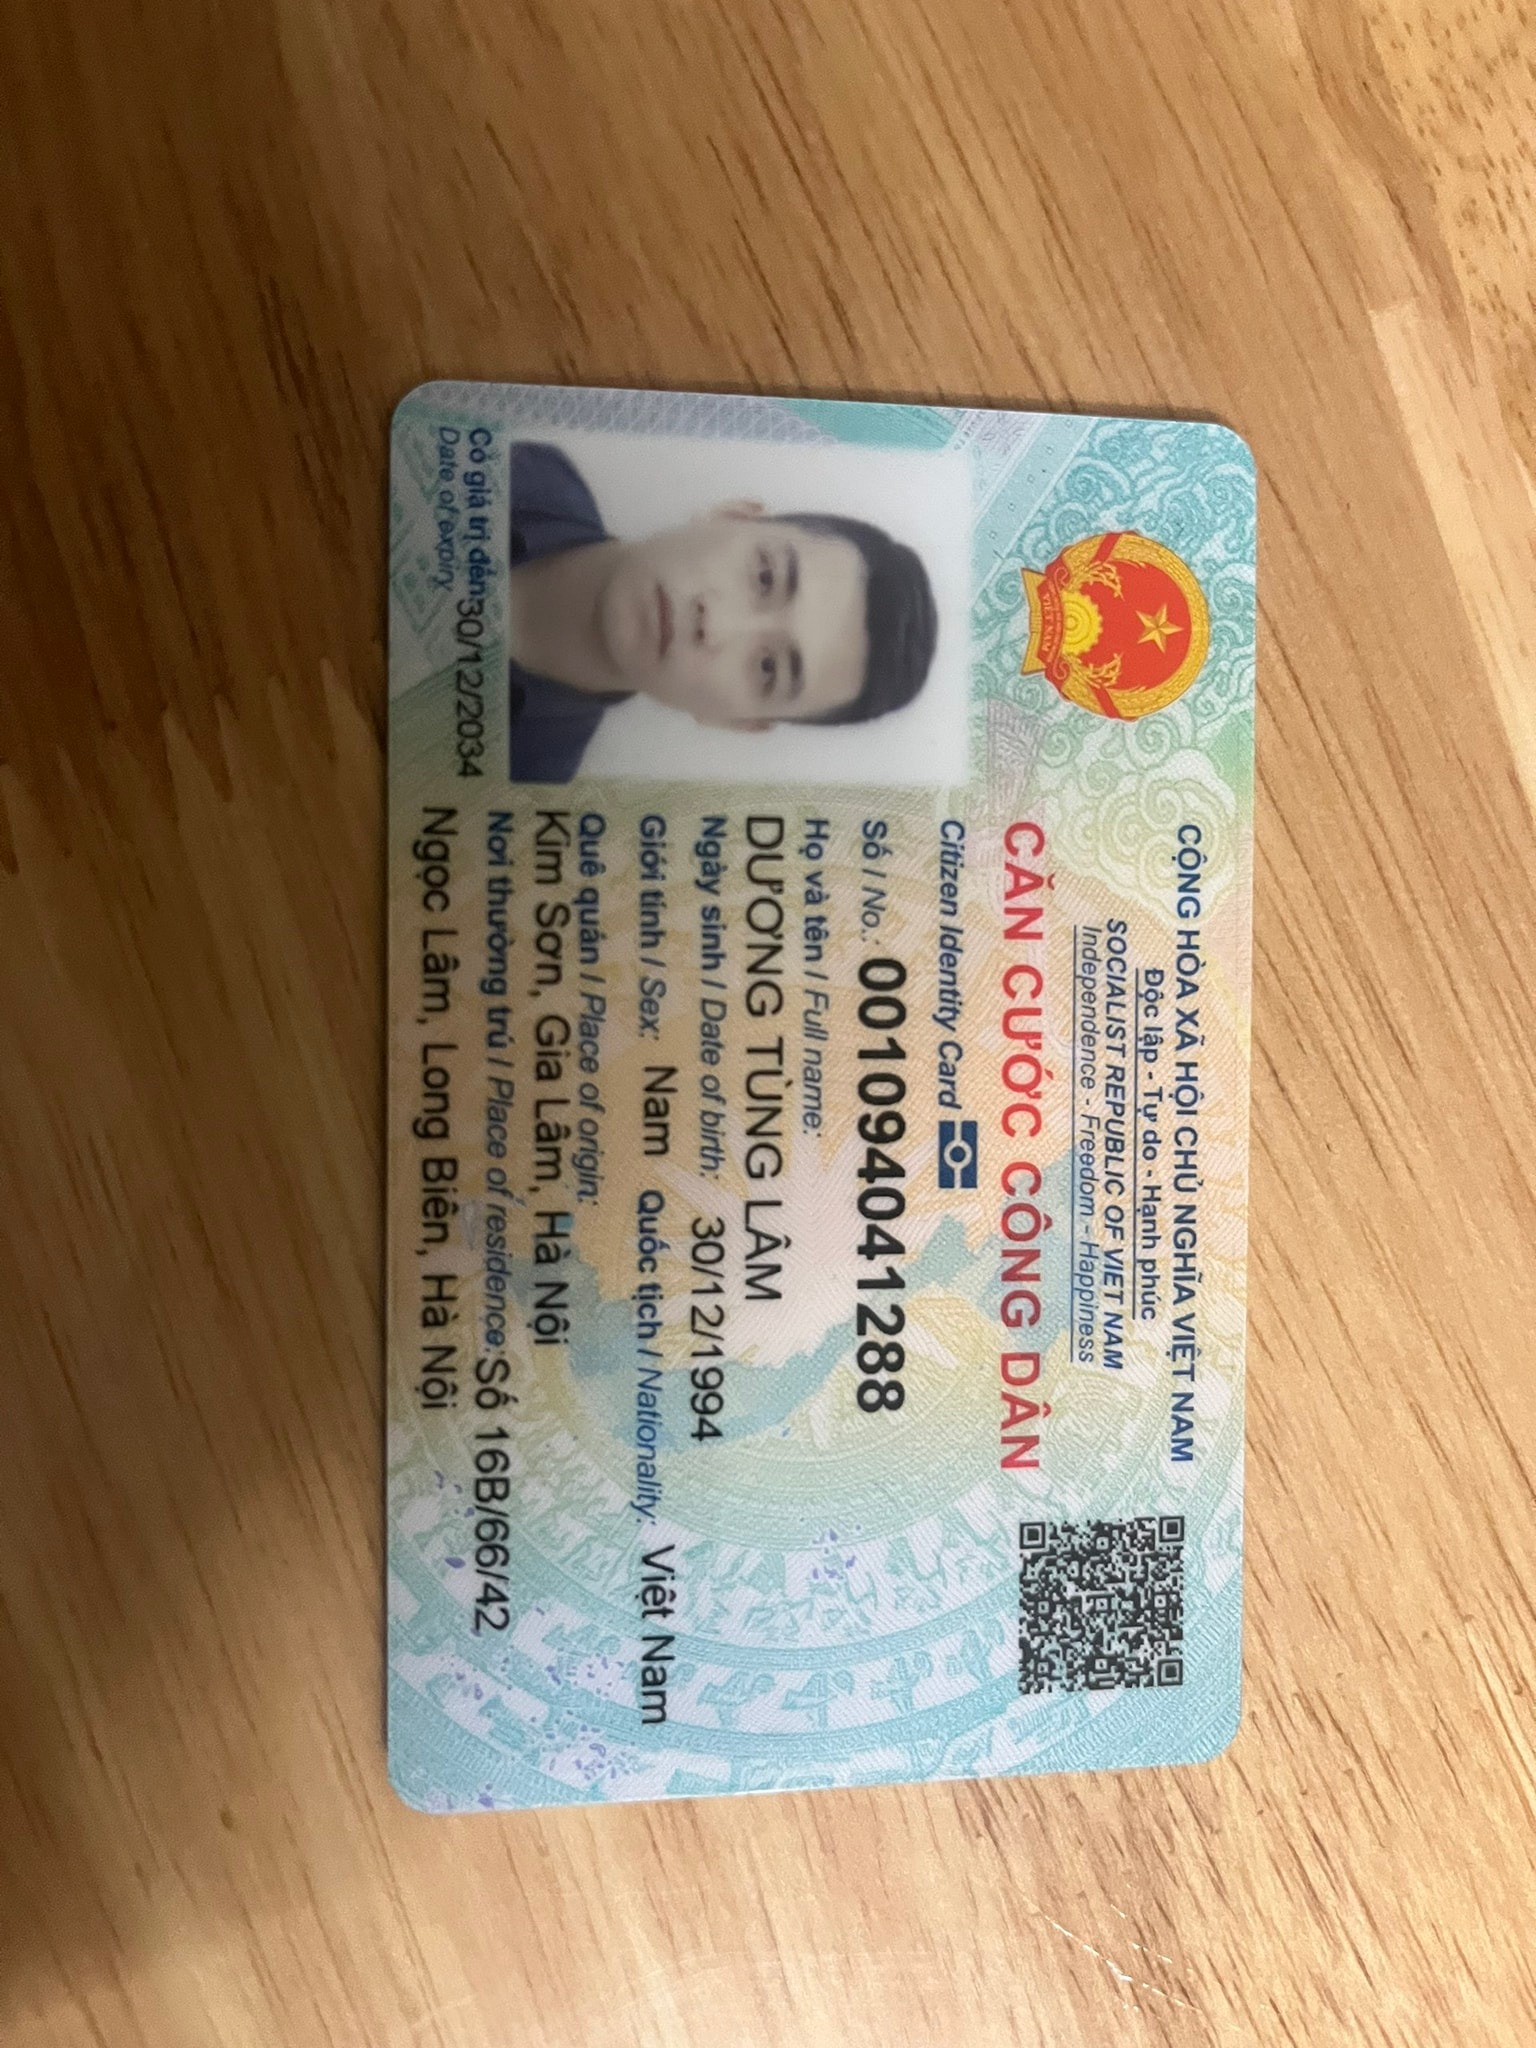 CỘNG HÒA XÃ HỘI CHỦ NGHĨA VIỆT NAM
Độc lập - Tự do - Hạnh phúc
SOCIALIST REPUBLIC OF VIET NAM
Independence - Freedom - Happiness
CĂN CƯỚC CÔNG DÂN
Citizen Identity Card
Số / No.: 001094041288
Họ và tên / Full name:
DƯƠNG TÙNG LÂM
Ngày sinh / Date of birth: 30/12/1994
Giới tính / Sex: Nam Quốc tịch / Nationality: Việt Nam
Quê quán / Place of origin:
Kim Sơn, Gia Lâm, Hà Nội
Nơi thường trú / Place of residence: Số 16B/66/42
Ngọc Lâm, Long Biên, Hà Nội
Có giá trị đến: 30/12/2034
Date of expiry
VIỆT NAM